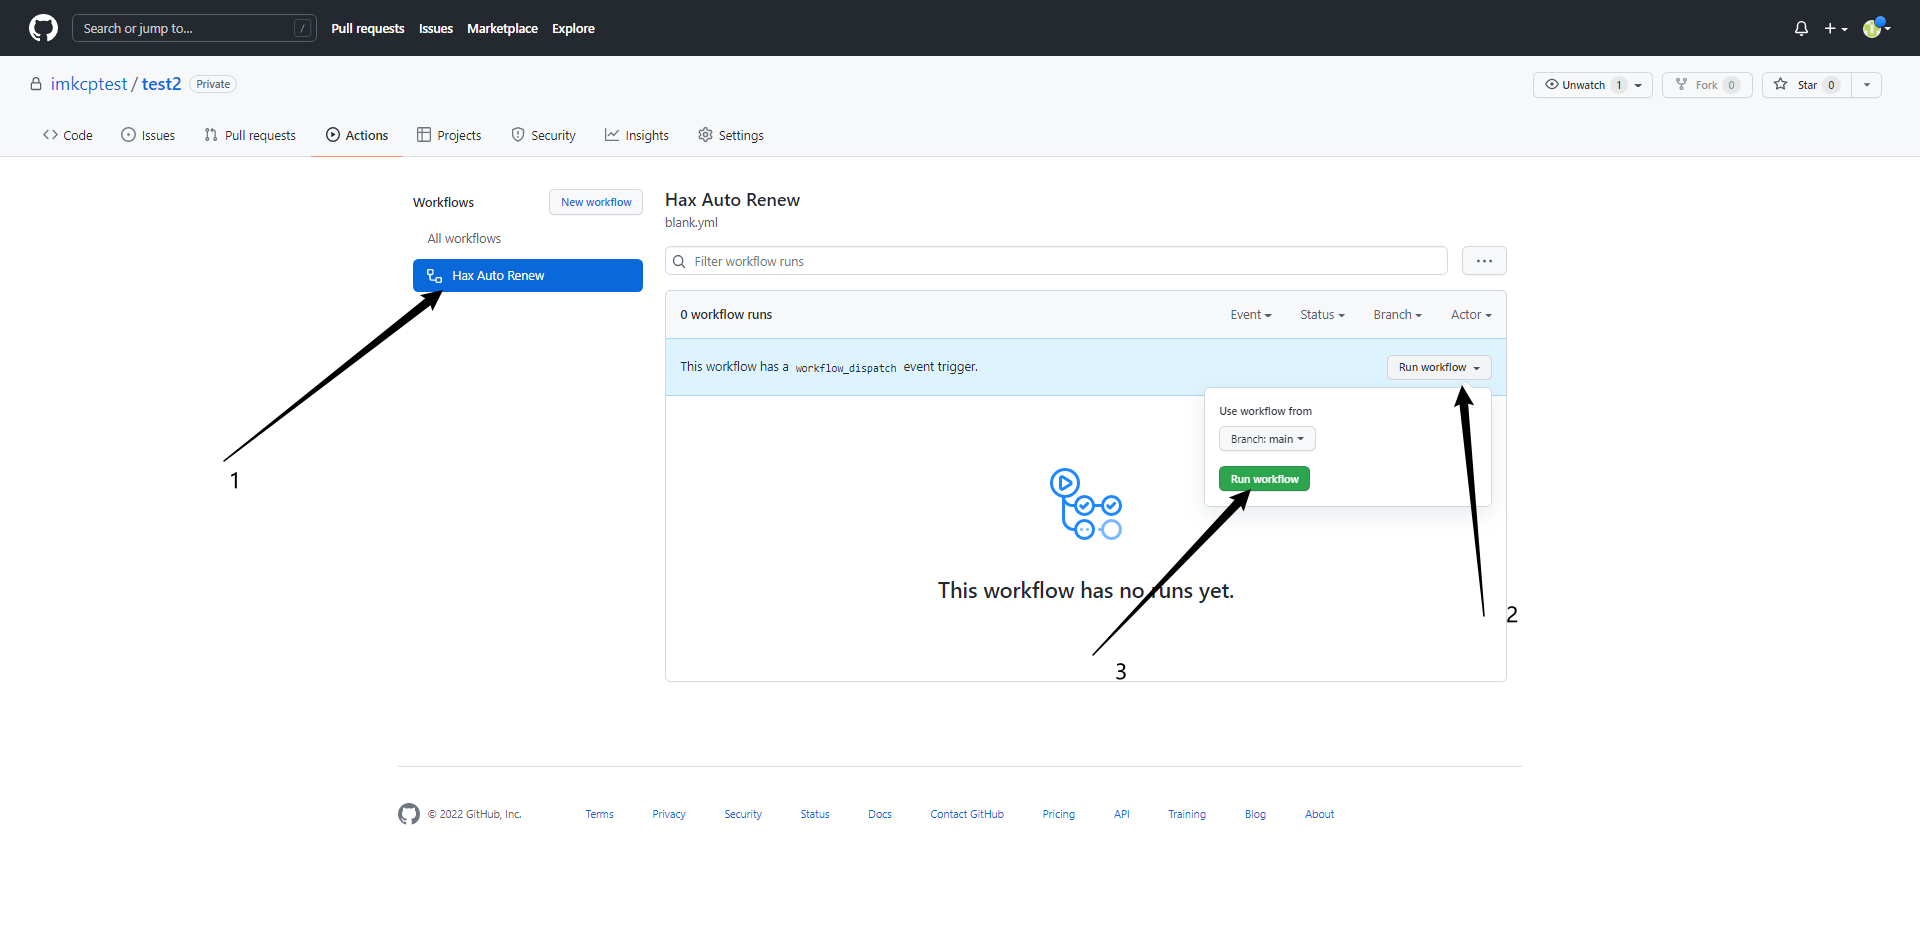 Search or jump to... /
Pull requests Issues Marketplace Explore
imkcptest / test2 Private
Unwatch 1 Fork 0 Star 0
Code Issues Pull requests Actions Projects Security Insights Settings
Workflows New workflow
All workflows
Hax Auto Renew
1
Hax Auto Renew
blank.yml
Filter workflow runs
...
0 workflow runs Event Status Branch Actor
This workflow has a workflow_dispatch event trigger. Run workflow
Use workflow from
Branch: main
Run workflow
This workflow has no runs yet.
2
3
© 2022 GitHub, Inc. Terms Privacy Security Status Docs Contact GitHub Pricing API Training Blog About